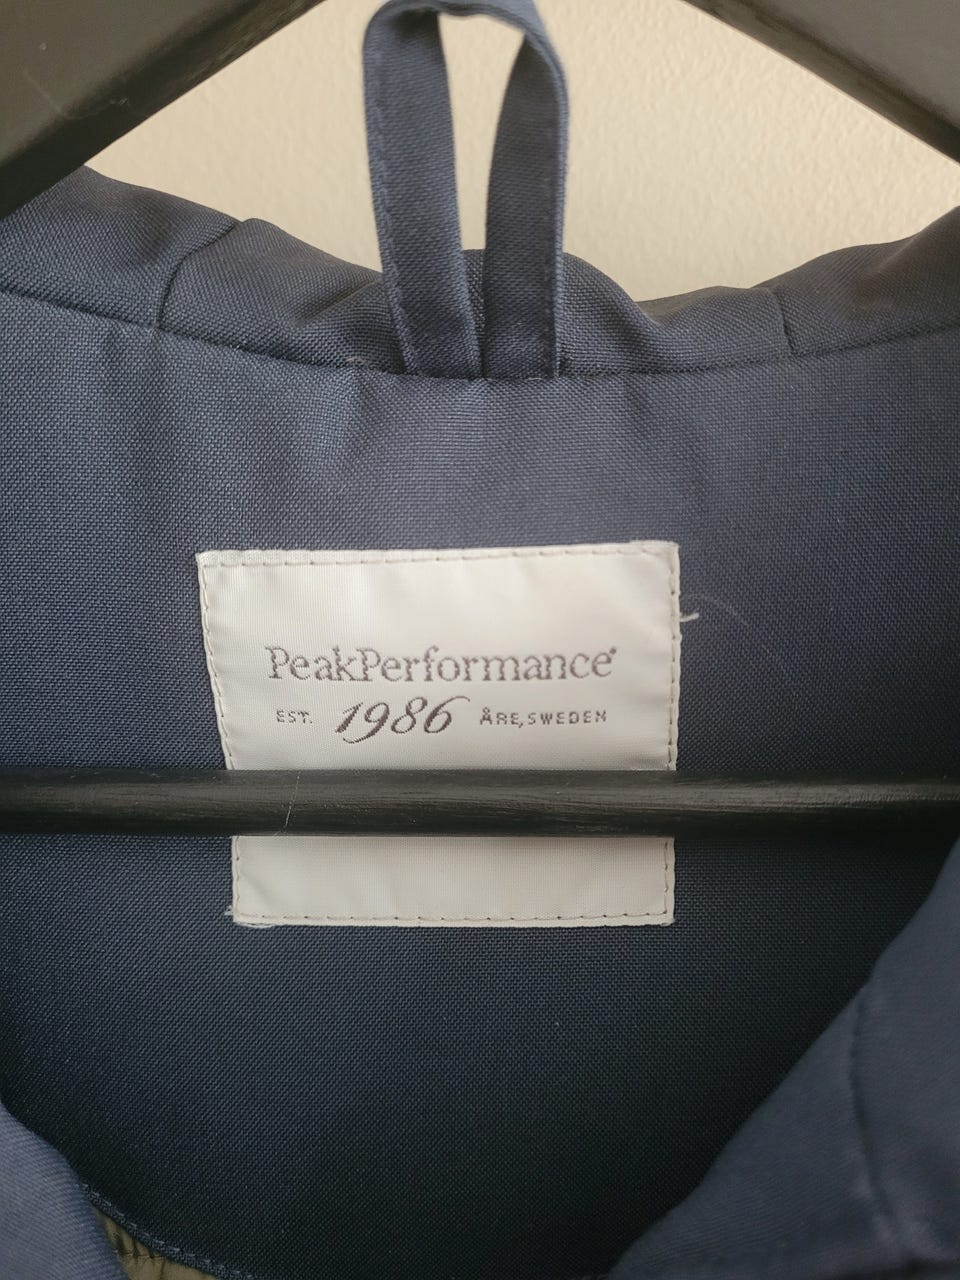 PeakPerformance®
EST. 1986 ÅRE, SWEDEN